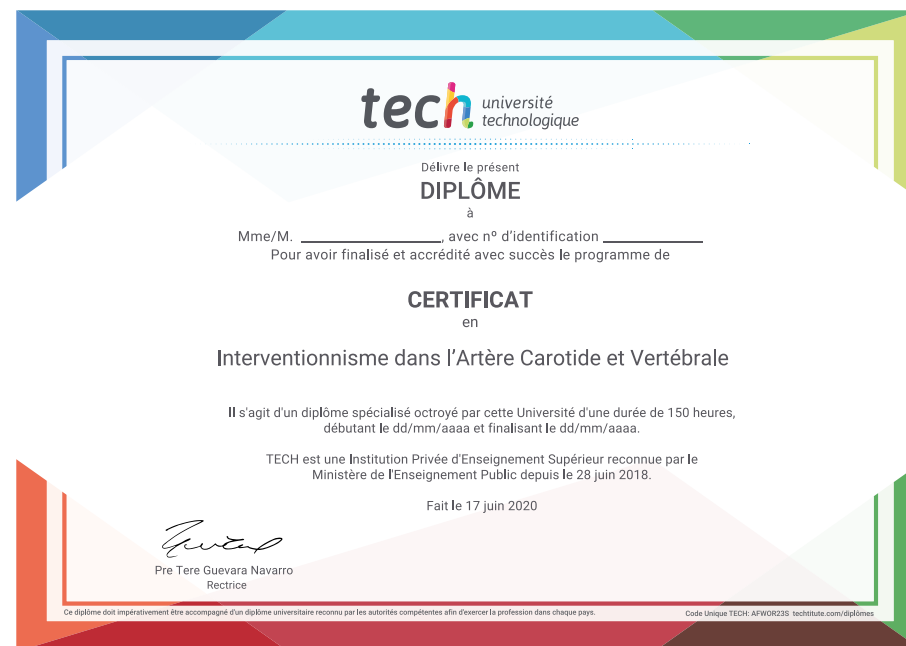 tech université
technologique
Délivre le présent
DIPLÔME
à
Mme/M. ____________________, avec nº d'identification ______________
Pour avoir finalisé et accrédité avec succès le programme de
CERTIFICAT
en
Interventionnisme dans l'Artère Carotide et Vertébrale
Il s'agit d'un diplôme spécialisé octroyé par cette Université d'une durée de 150 heures,
débutant le dd/mm/aaaa et finalisant le dd/mm/aaaa.
TECH est une Institution Privée d'Enseignement Supérieur reconnue par le
Ministère de l'Enseignement Public depuis le 28 juin 2018.
Fait le 17 juin 2020
Pre Tere Guevara Navarro
Rectrice
Ce diplôme doit impérativement être accompagné d'un diplôme universitaire reconnu par les autorités compétentes afin d'exercer la profession dans chaque pays.
Code Unique TECH: AFWOR23S techtitute.com/diplômes